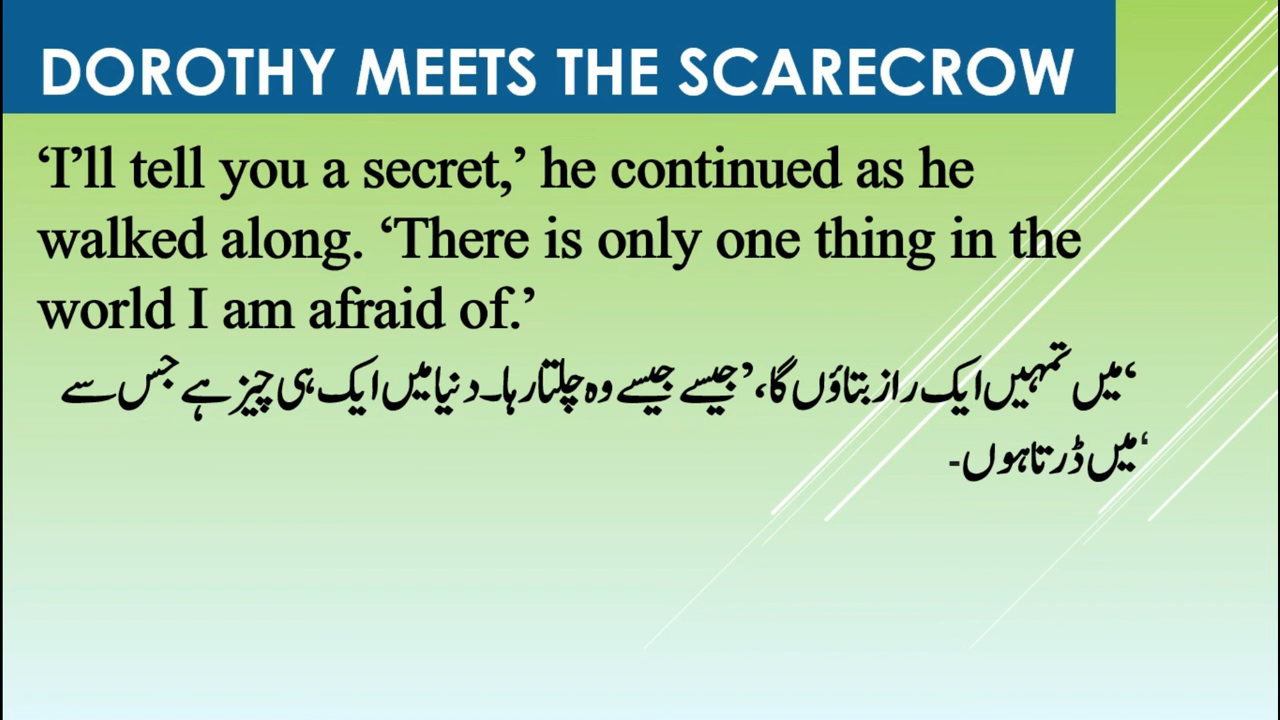 DOROTHY MEETS THE SCARECROW
‘I’ll tell you a secret,’ he continued as he
walked along. ‘There is only one thing in the
world I am afraid of.’
‘میں تمہیں ایک راز بتاؤں گا،’ جیسے جیسے وہ چلتا رہا۔ دنیا میں ایک ہی چیز ہے جس سے
‘میں ڈرتا ہوں-